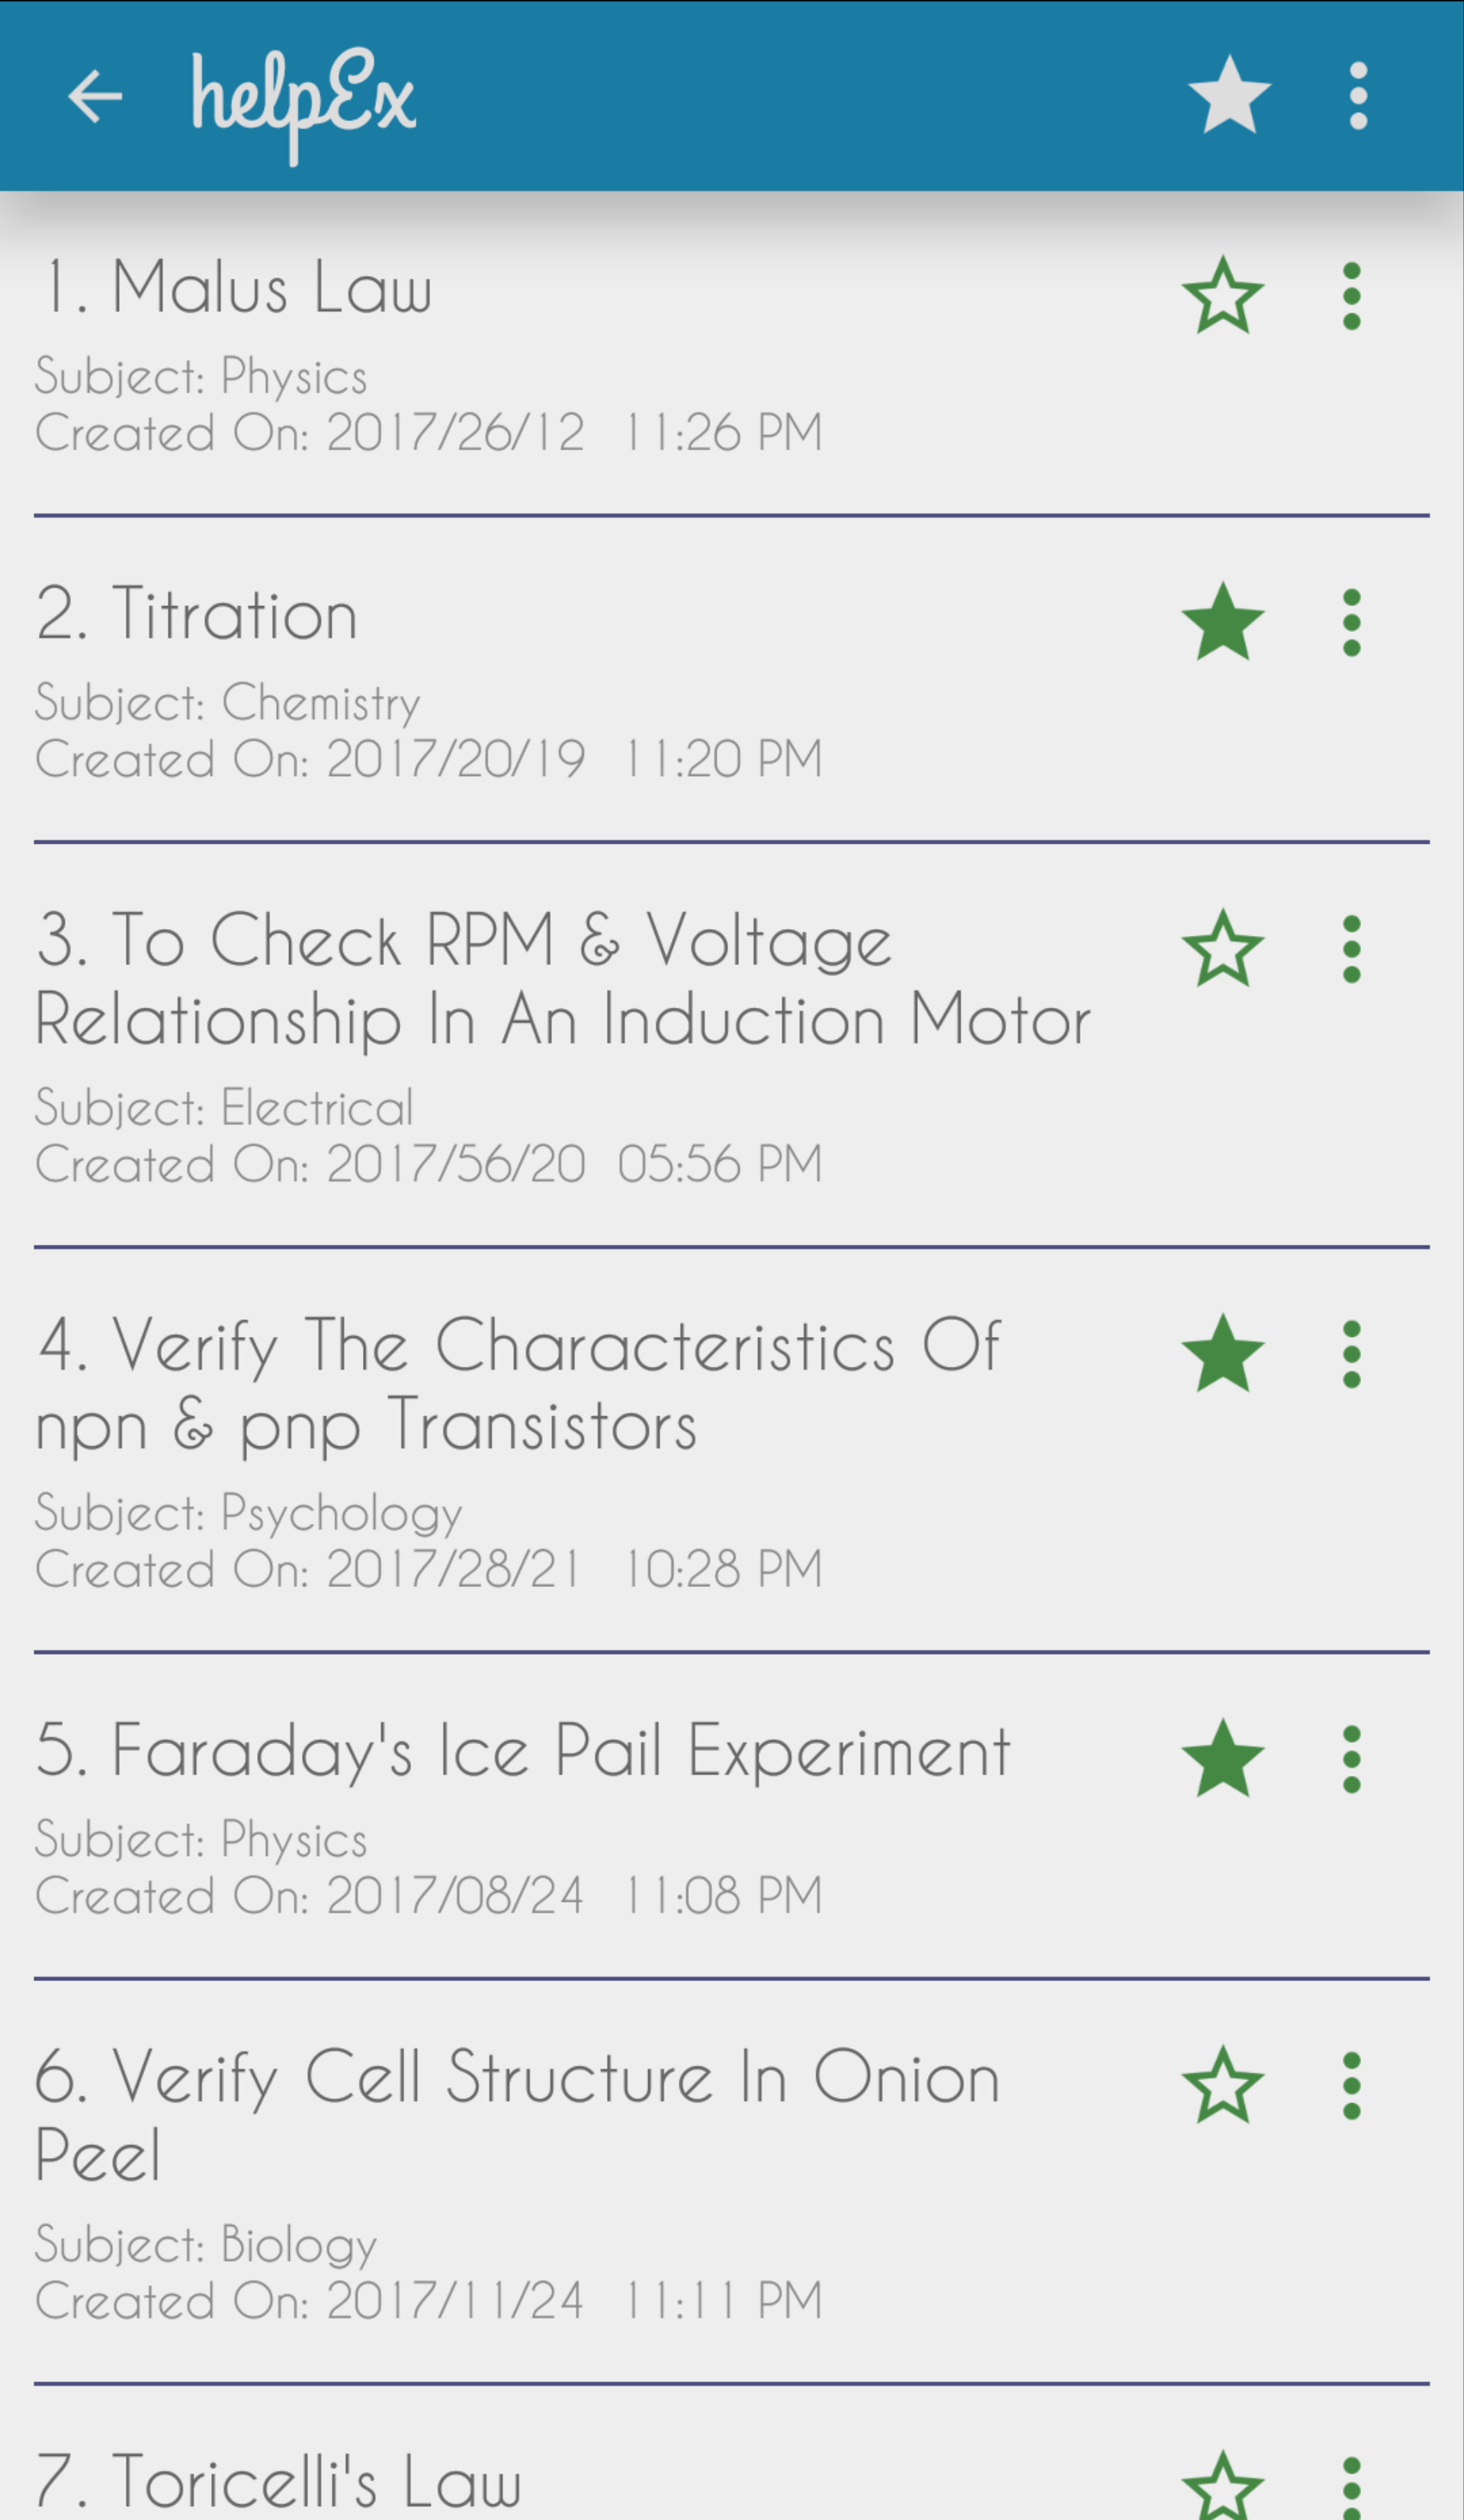 helpEx
1. Malus Law
Subject: Physics
Created On: 2017/26/12 11:26 PM
2. Titration
Subject: Chemistry
Created On: 2017/20/19 11:20 PM
3. To Check RPM & Voltage
Relationship In An Induction Motor
Subject: Electrical
Created On: 2017/56/20 05:56 PM
4. Verify The Characteristics Of
npn & pnp Transistors
Subject: Psychology
Created On: 2017/28/21 10:28 PM
5. Faraday's Ice Pail Experiment
Subject: Physics
Created On: 2017/08/24 11:08 PM
6. Verify Cell Structure In Onion
Peel
Subject: Biology
Created On: 2017/11/24 11:11 PM
7. Toricelli's Law